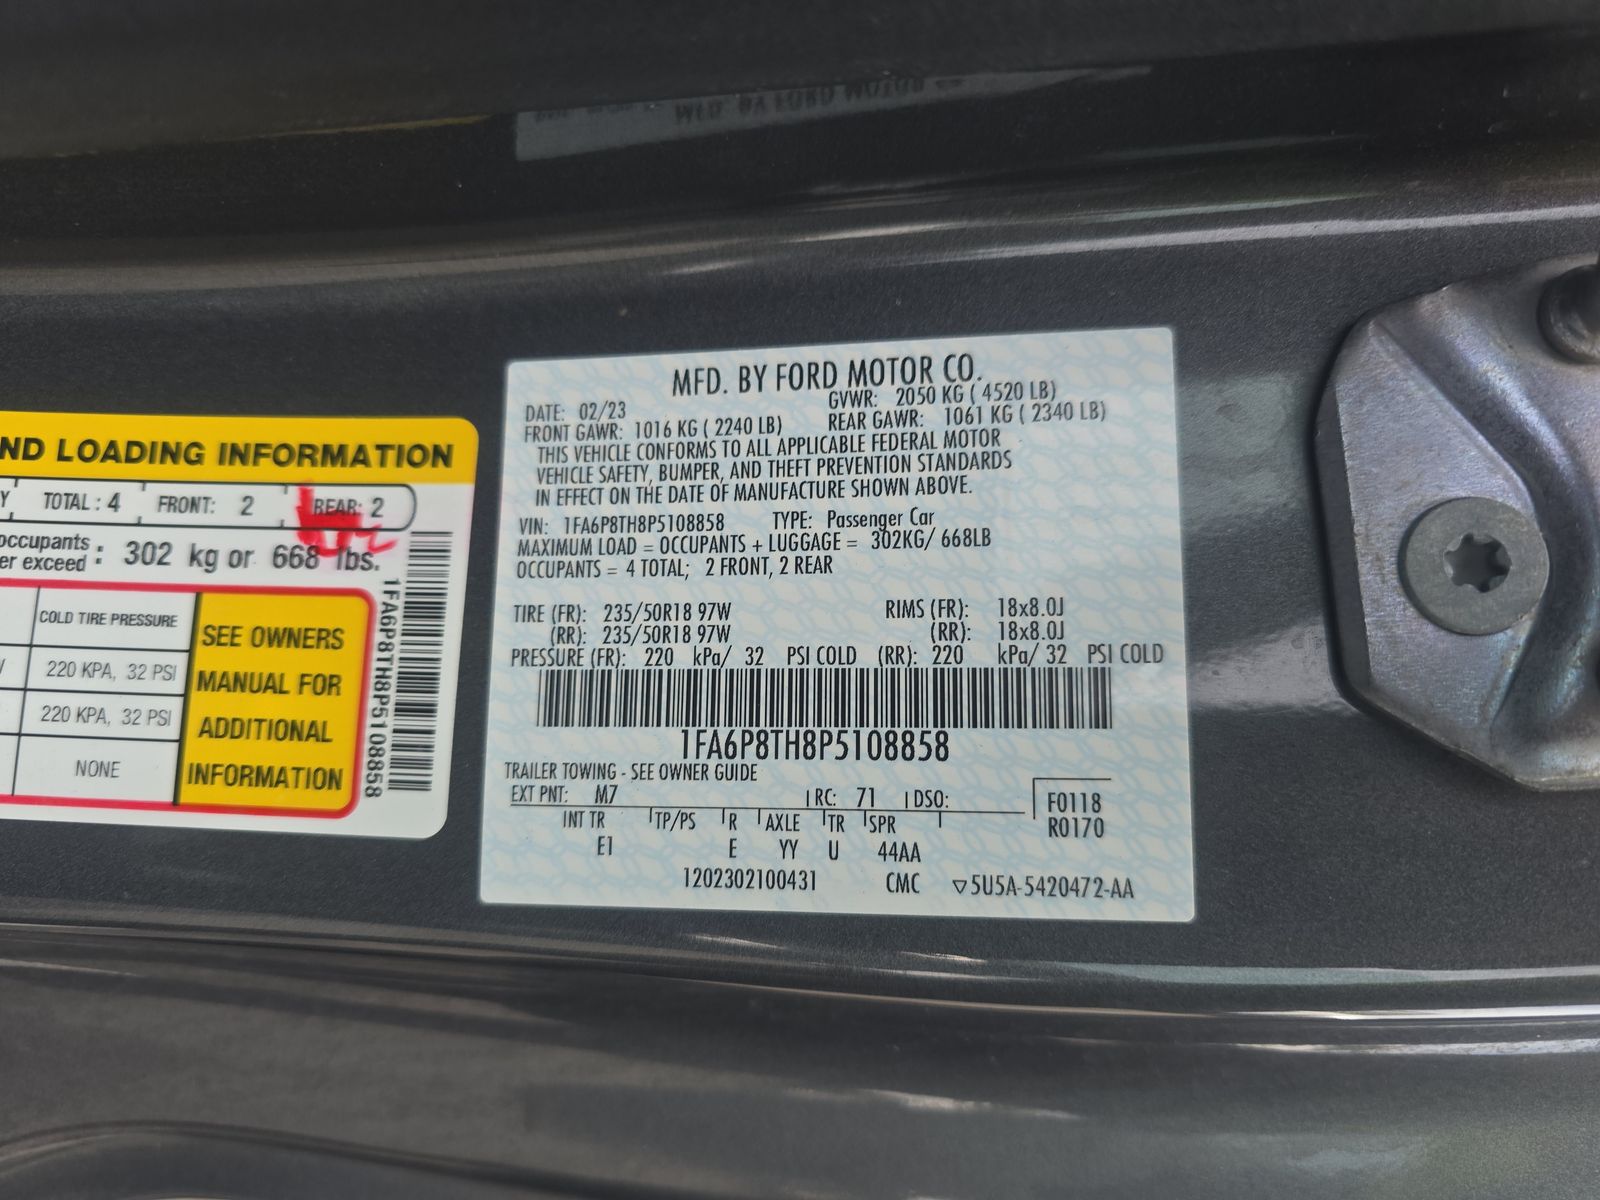 MFD. BY FORD MOTOR CO.
ND LOADING INFORMATION
Y TOTAL : 4 FRONT: 2 REAR: 2
occupants
er exceed : 302 kg or 668 lbs.
COLD TIRE PRESSURE
220 KPA, 32 PSI
220 KPA, 32 PSI
NONE
SEE OWNERS
MANUAL FOR
ADDITIONAL
INFORMATION
1FA6P8TH8P5108858
MFD. BY FORD MOTOR CO.
DATE: 02/23 GVWR: 2050 KG ( 4520 LB)
FRONT GAWR: 1016 KG ( 2240 LB) REAR GAWR: 1061 KG ( 2340 LB)
THIS VEHICLE CONFORMS TO ALL APPLICABLE FEDERAL MOTOR
VEHICLE SAFETY, BUMPER, AND THEFT PREVENTION STANDARDS
IN EFFECT ON THE DATE OF MANUFACTURE SHOWN ABOVE.
VIN: 1FA6P8TH8P5108858 TYPE: Passenger Car
MAXIMUM LOAD = OCCUPANTS + LUGGAGE = 302KG/ 668LB
OCCUPANTS = 4 TOTAL; 2 FRONT, 2 REAR
TIRE (FR): 235/50R18 97W RIMS (FR): 18x8.0J
(RR): 235/50R18 97W (RR): 18x8.0J
PRESSURE (FR): 220 kPa/ 32 PSI COLD (RR): 220 kPa/ 32 PSI COLD
1FA6P8TH8P5108858
TRAILER TOWING - SEE OWNER GUIDE
EXT PNT: M7 RC: 71 DSO: F0118
R0170
INT TR TP/PS R AXLE TR SPR
E1 E YY U 44AA
1202302100431 CMC ▽5U5A-5420472-AA